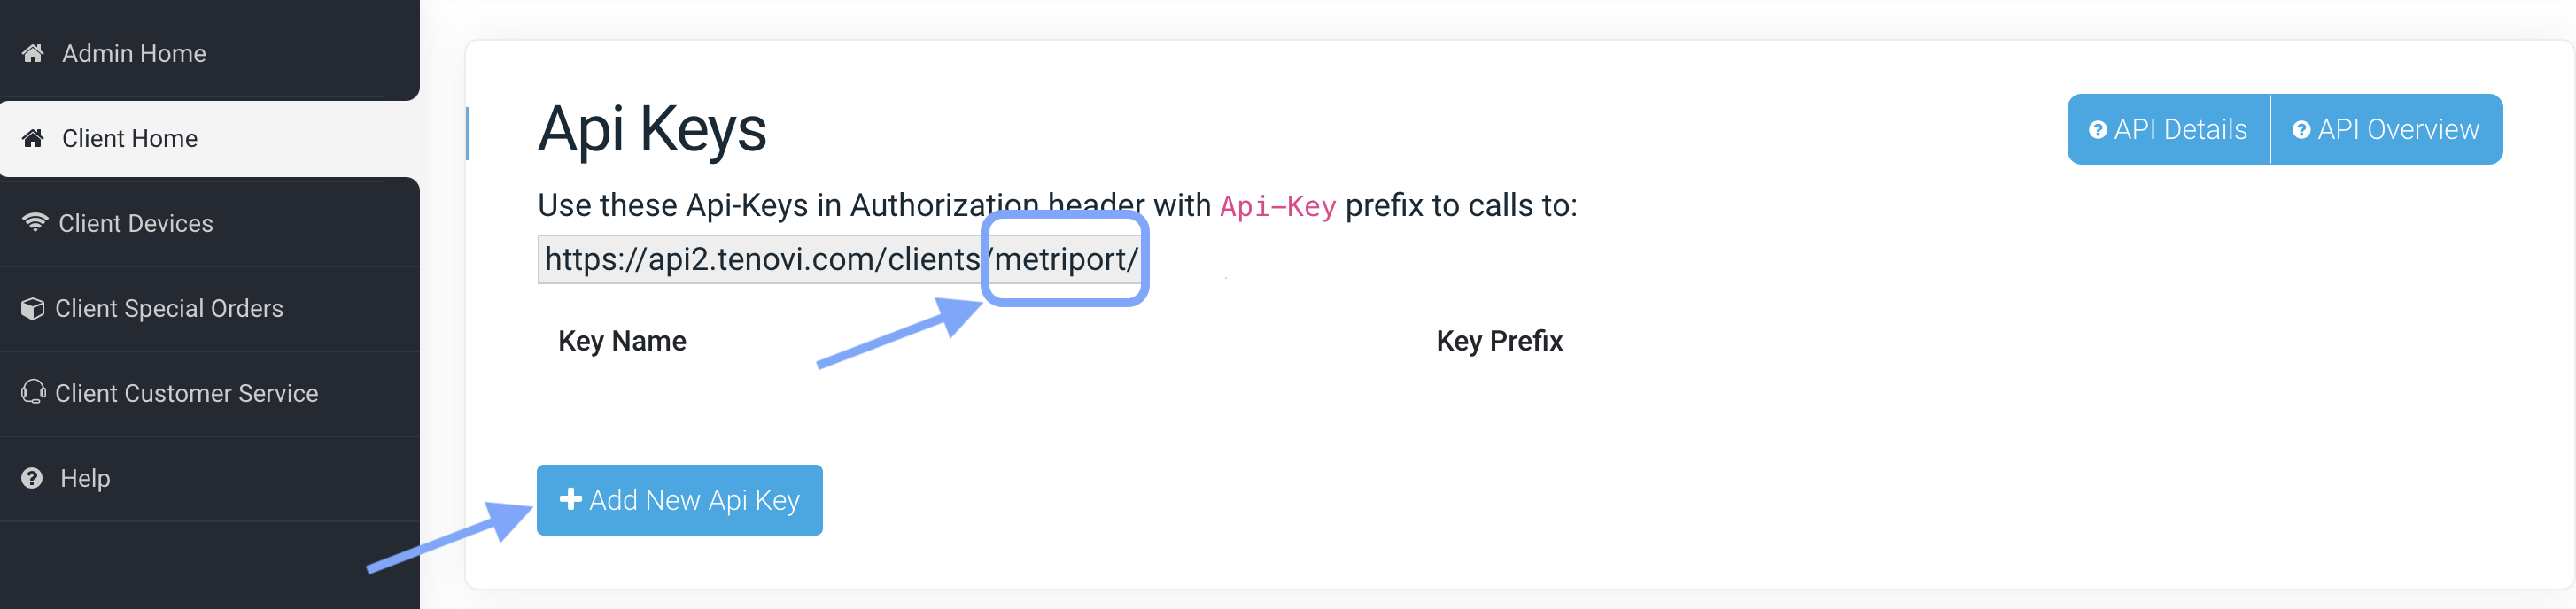 Admin Home
Client Home
Client Devices
Client Special Orders
Client Customer Service
Help
Api Keys
API Details
API Overview
Use these Api-Keys in Authorization header with Api-Key prefix to calls to:
https://api2.tenovi.com/clients/metriport/
Key Name
Key Prefix
Add New Api Key